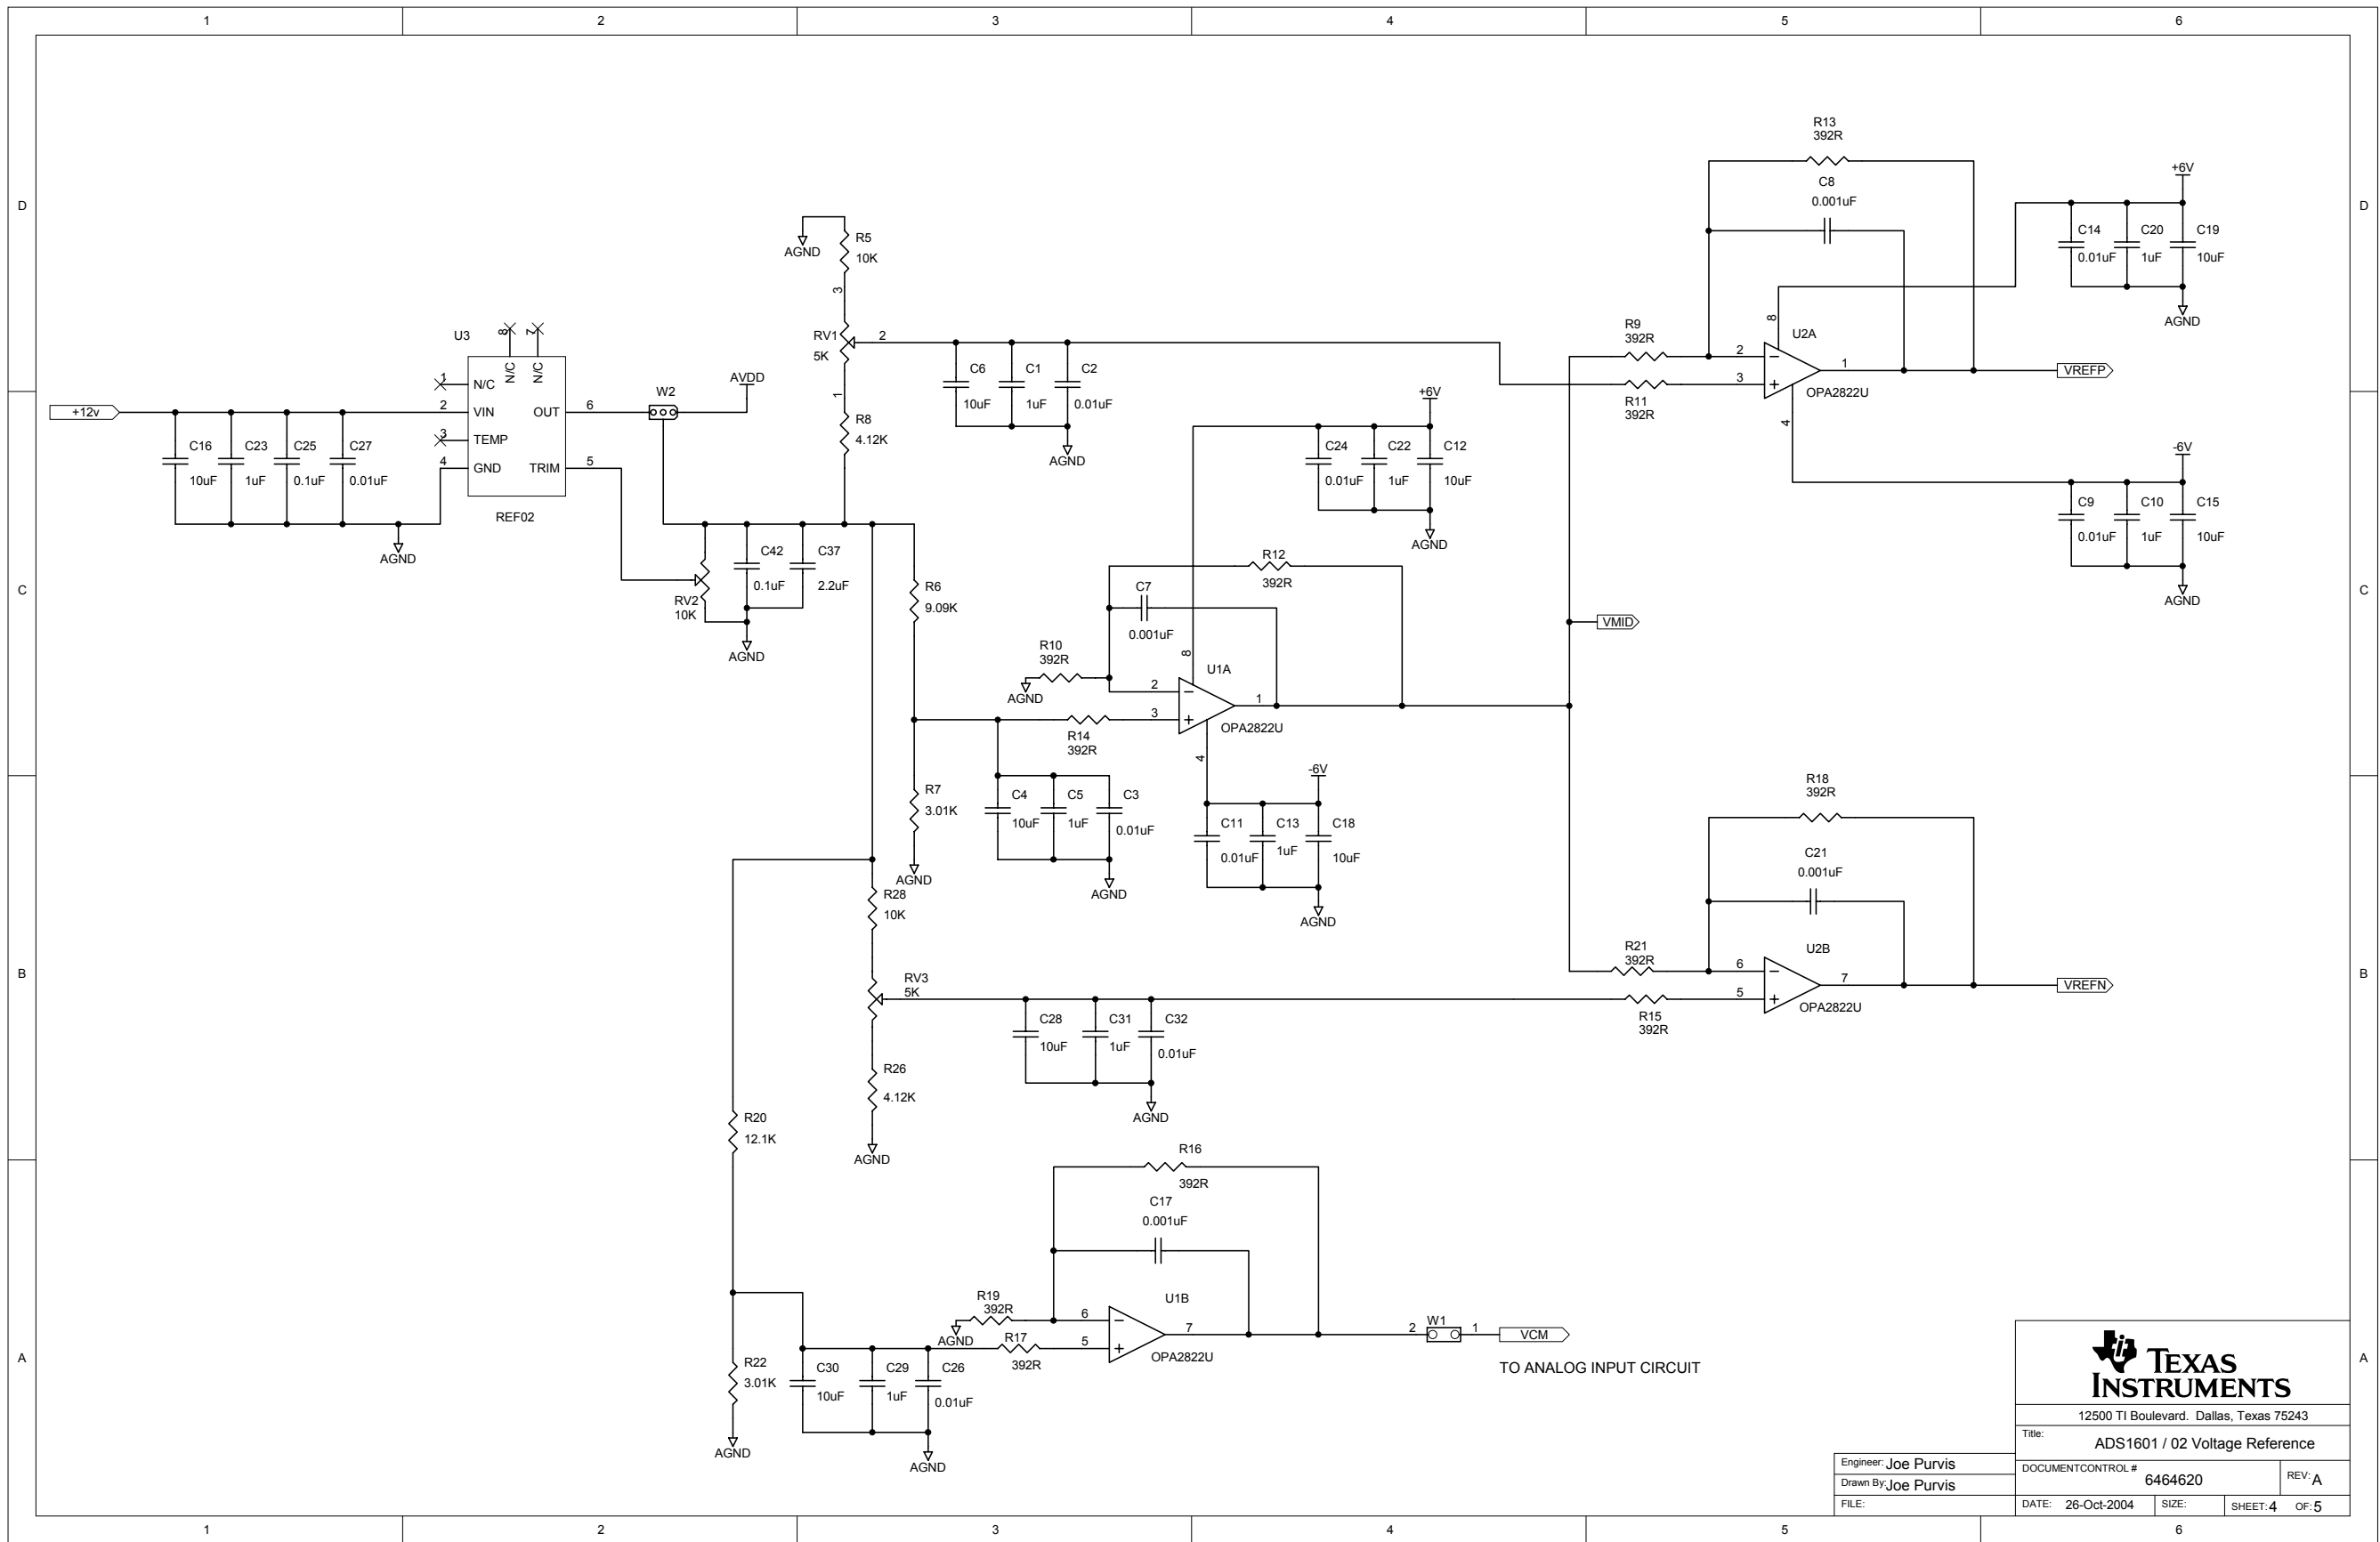 1 2 3 4 5 6
D
D
R13
392R
C8
0.001uF
+6V
C14
0.01uF
C20
1uF
C19
10uF
AGND
AGND
R5
10K
3
RV1
5K
2
1
R8
4.12K
C6
10uF
C1
1uF
C2
0.01uF
AGND
R9
392R
R11
392R
8
U2A
2
3
1
4
OPA2822U
VREFP
U3
8
7
N/C
N/C
1
N/C
2
VIN
3
TEMP
4
GND
OUT
6
TRIM
5
REF02
W2
AVDD
+12v
C16
10uF
C23
1uF
C25
0.1uF
C27
0.01uF
AGND
+6V
C24
0.01uF
C22
1uF
C12
10uF
AGND
-6V
C9
0.01uF
C10
1uF
C15
10uF
AGND
C
C
RV2
10K
C42
0.1uF
C37
2.2uF
AGND
R6
9.09K
R12
392R
C7
0.001uF
R10
392R
AGND
8
U1A
2
3
1
4
OPA2822U
R14
392R
VMID
R7
3.01K
AGND
C4
10uF
C5
1uF
C3
0.01uF
AGND
-6V
C11
0.01uF
C13
1uF
C18
10uF
AGND
R18
392R
C21
0.001uF
B
B
R28
10K
RV3
5K
R26
4.12K
AGND
C28
10uF
C31
1uF
C32
0.01uF
AGND
R21
392R
R15
392R
U2B
6
5
7
OPA2822U
VREFN
R20
12.1K
R16
392R
C17
0.001uF
A
A
R19
392R
AGND
R17
392R
U1B
6
5
7
OPA2822U
2
W1
1
VCM
TO ANALOG INPUT CIRCUIT
R22
3.01K
AGND
C30
10uF
C29
1uF
C26
0.01uF
AGND
TEXAS
INSTRUMENTS
12500 TI Boulevard. Dallas, Texas 75243
Title:
ADS1601 / 02 Voltage Reference
Engineer: Joe Purvis
Drawn By: Joe Purvis
FILE:
DOCUMENTCONTROL # 6464620
REV: A
DATE: 26-Oct-2004
SIZE:
SHEET: 4 OF: 5
1 2 3 4 5 6